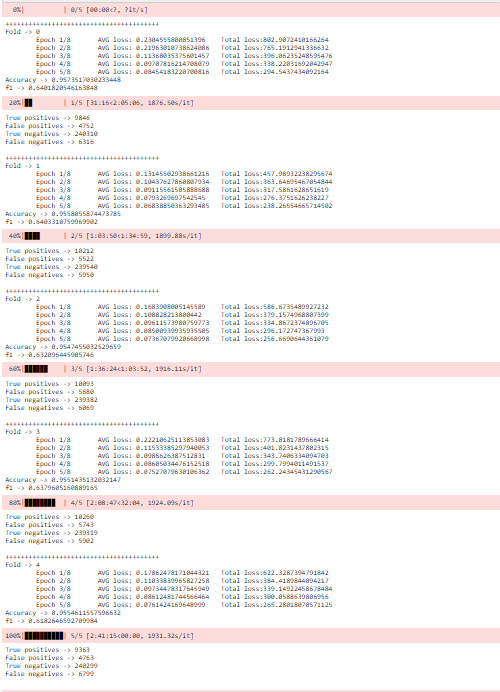 0%| | 0/5 [00:00<?, ?it/s]
++++++++++++++++++++++++++++++++++++++++
Fold -> 0
Epoch 1/8 AVG loss: 0.2304555800851396 Total loss:802.9072410166264
Epoch 2/8 AVG loss: 0.21963010738624086 Total loss:765.1912941336632
Epoch 3/8 AVG loss: 0.11368035375601457 Total loss:396.06235248595476
Epoch 4/8 AVG loss: 0.09707816214708079 Total loss:338.22031692042947
Epoch 5/8 AVG loss: 0.08454183220700816 Total loss:294.5437434092164
Accuracy -> 0.9573517030233448
f1 -> 0.6401820546163848
20%|██ | 1/5 [31:16<2:05:06, 1876.50s/it]
True positives -> 9846
False positives -> 4752
True negatives -> 240310
False negatives -> 6316
++++++++++++++++++++++++++++++++++++++++
Fold -> 1
Epoch 1/8 AVG loss: 0.13145502938661216 Total loss:457.98932238295674
Epoch 2/8 AVG loss: 0.10437627860807934 Total loss:363.64695467054844
Epoch 3/8 AVG loss: 0.09115561505888688 Total loss:317.5861628651619
Epoch 4/8 AVG loss: 0.0793269697542545 Total loss:276.3751626238227
Epoch 5/8 AVG loss: 0.06838850363293485 Total loss:238.26554665714502
Accuracy -> 0.9558055874473785
f1 -> 0.6403310759969902
40%|████ | 2/5 [1:03:50<1:34:59, 1899.88s/it]
True positives -> 10212
False positives -> 5522
True negatives -> 239540
False negatives -> 5950
++++++++++++++++++++++++++++++++++++++++
Fold -> 2
Epoch 1/8 AVG loss: 0.1683908005145589 Total loss:586.6735489927232
Epoch 2/8 AVG loss: 0.108828213800442 Total loss:379.1574968807399
Epoch 3/8 AVG loss: 0.09611573980759773 Total loss:334.8672374896705
Epoch 4/8 AVG loss: 0.08500939935935505 Total loss:296.172747367993
Epoch 5/8 AVG loss: 0.07367079920668998 Total loss:256.6690644361079
Accuracy -> 0.9547455032529659
f1 -> 0.632096445905746
60%|██████ | 3/5 [1:36:24<1:03:52, 1916.11s/it]
True positives -> 10093
False positives -> 5680
True negatives -> 239382
False negatives -> 6069
++++++++++++++++++++++++++++++++++++++++
Fold -> 3
Epoch 1/8 AVG loss: 0.22210625113853083 Total loss:773.8181789666414
Epoch 2/8 AVG loss: 0.11533385297940053 Total loss:401.8231437802315
Epoch 3/8 AVG loss: 0.0986626387512831 Total loss:343.7406334094703
Epoch 4/8 AVG loss: 0.08605034476152518 Total loss:299.7994011491537
Epoch 5/8 AVG loss: 0.07527079630106362 Total loss:262.24345431290567
Accuracy -> 0.9551435132032147
f1 -> 0.6379605160889165
80%|████████ | 4/5 [2:08:47<32:04, 1924.09s/it]
True positives -> 10260
False positives -> 5743
True negatives -> 239319
False negatives -> 5902
++++++++++++++++++++++++++++++++++++++++
Fold -> 4
Epoch 1/8 AVG loss: 0.17862478171044321 Total loss:622.3287394791842
Epoch 2/8 AVG loss: 0.11033839965827258 Total loss:384.4189844094217
Epoch 3/8 AVG loss: 0.09734478317645949 Total loss:339.14922458678484
Epoch 4/8 AVG loss: 0.08612481744566464 Total loss:300.0588639806956
Epoch 5/8 AVG loss: 0.0761424169648999 Total loss:265.28018070571125
Accuracy -> 0.9554611557596632
f1 -> 0.6182646592709984
100%|██████████| 5/5 [2:41:15<00:00, 1931.32s/it]
True positives -> 9363
False positives -> 4763
True negatives -> 240299
False negatives -> 6799